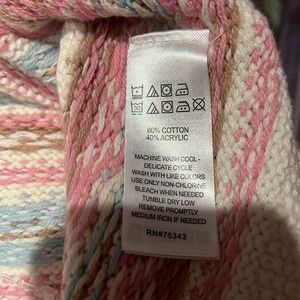 60% COTTON
40% ACRYLIC
MACHINE WASH COOL -
DELICATE CYCLE
WASH WITH LIKE COLORS
USE ONLY NON-CHLORINE
BLEACH WHEN NEEDED
TUMBLE DRY LOW
REMOVE PROMPTLY
MEDIUM IRON IF NEEDED
RN#75343